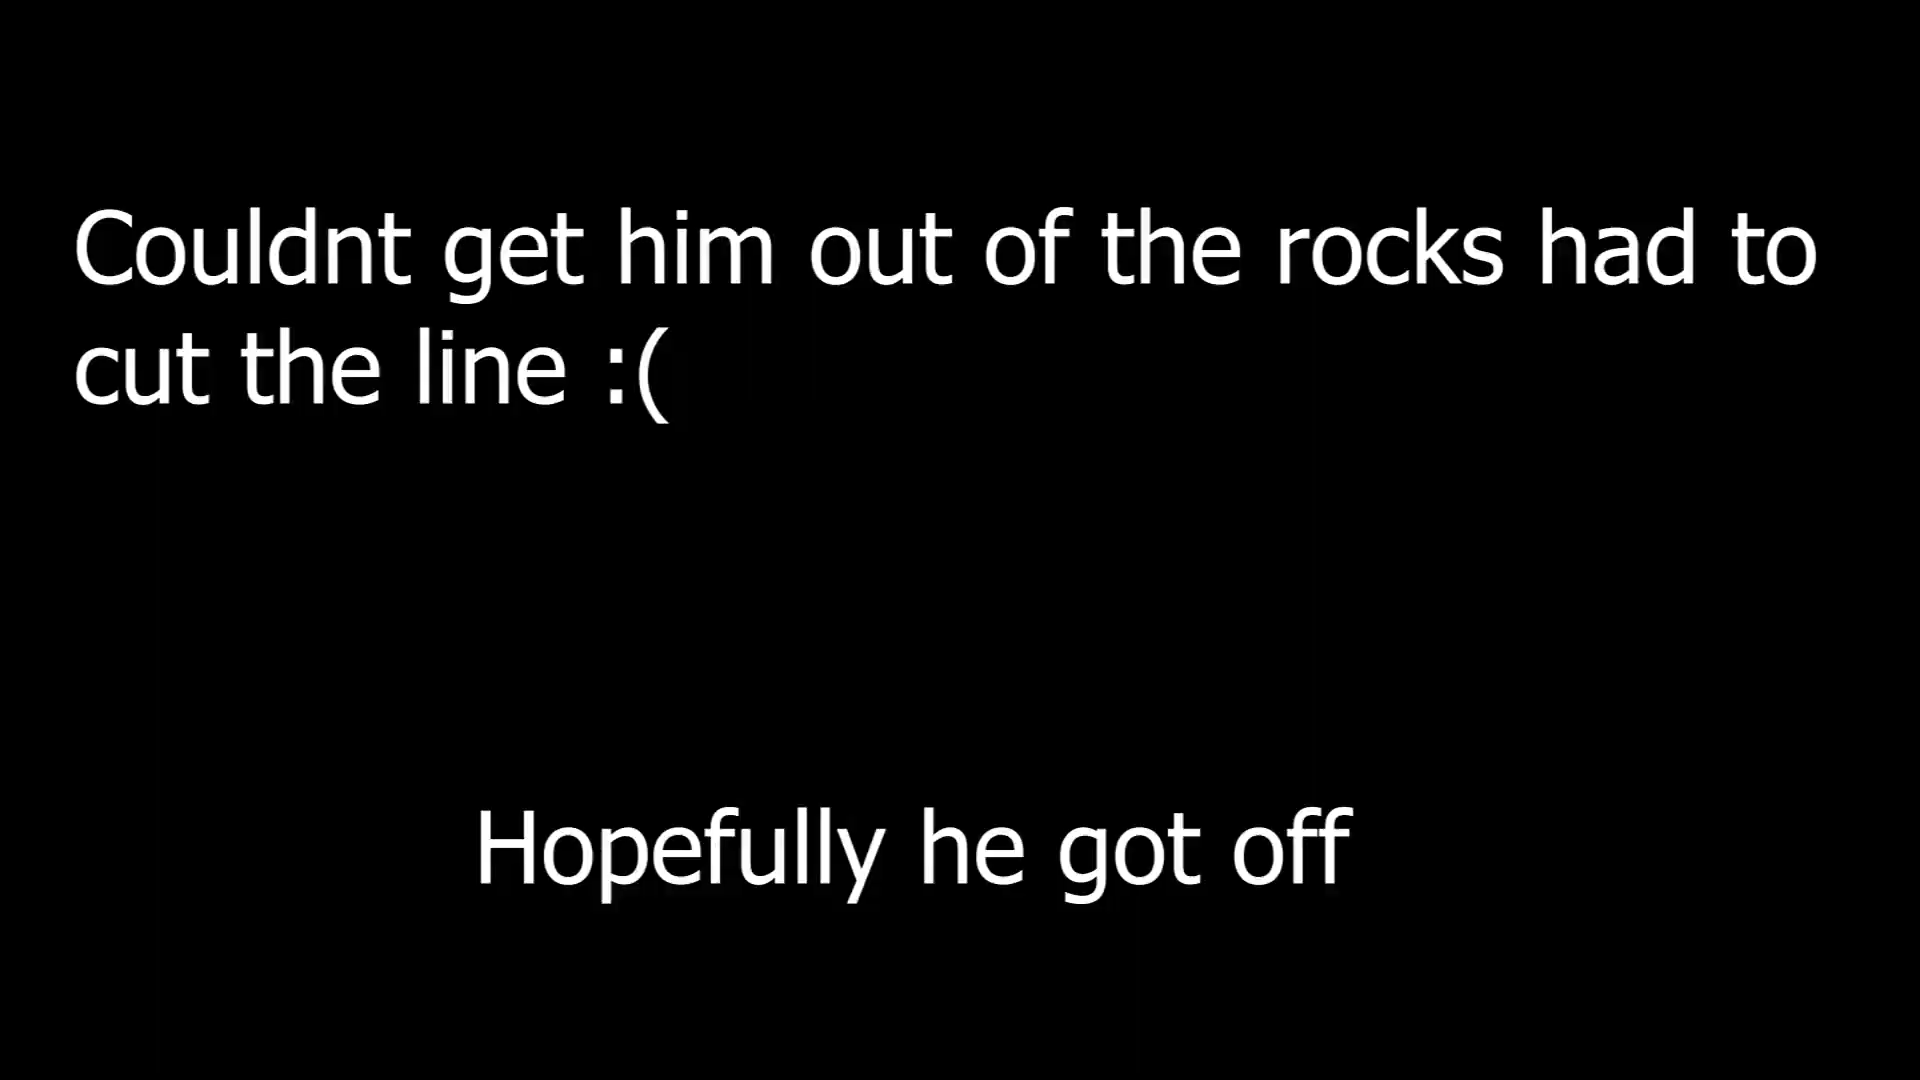 Couldnt get him out of the rocks had to
cut the line :(
Hopefully he got off